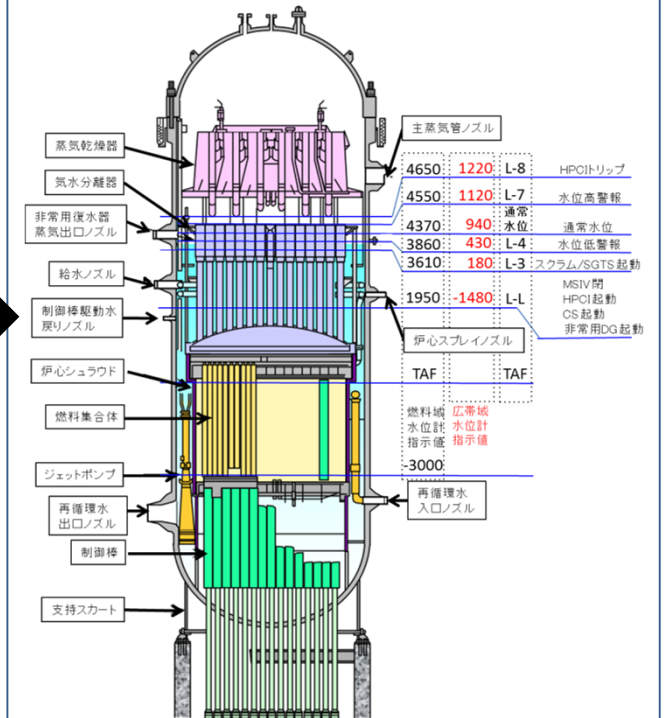 蒸気乾燥器
気水分離器
非常用復水器
蒸気出口ノズル
給水ノズル
制御棒駆動水
戻りノズル
炉心シュラウド
燃料集合体
ジェットポンプ
再循環水
出口ノズル
制御棒
支持スカート
主蒸気管ノズル
4650 1220 L-8 HPCIトリップ
4550 1120 L-7 水位高警報
4370 940 通常水位 通常水位
3860 430 L-4 水位低警報
3610 180 L-3 スクラム/SGTS起動
1950 -1480 L-L
MSIV閉
HPCI起動
CS起動
非常用DG起動
炉心スプレイノズル
TAF TAF
燃料域
水位計
指示値
広帯域
水位計
指示値
-3000
再循環水
入口ノズル